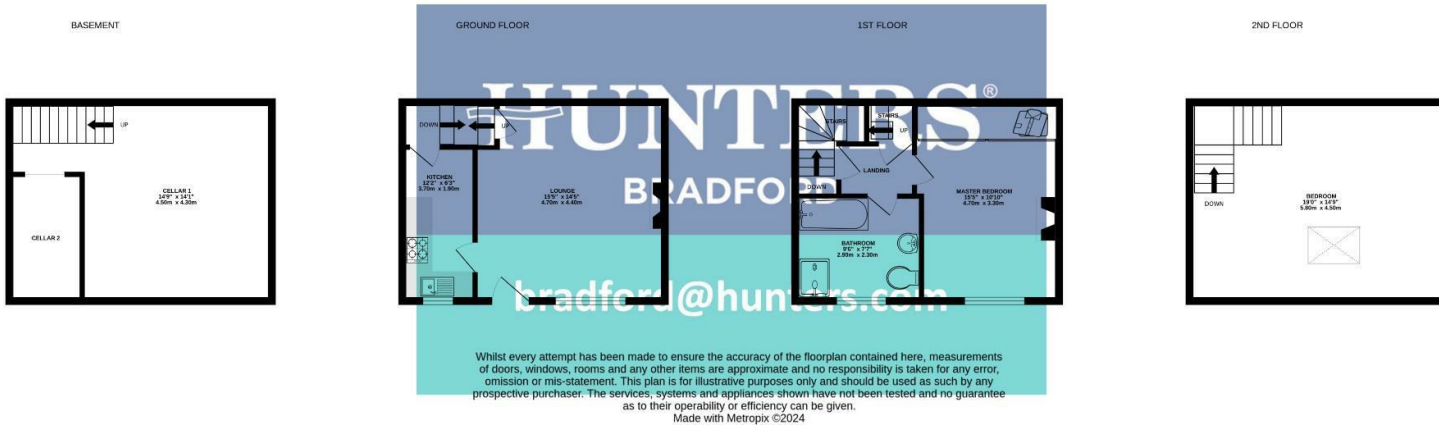 BASEMENT
GROUND FLOOR
1ST FLOOR
2ND FLOOR
HUNTERS®
BRADFORD
bradford@hunters.com
UP
CELLAR 1
14'9" x 14'1"
4.50m x 4.30m
CELLAR 2
DOWN
UP
KITCHEN
12'2" x 6'3"
3.70m x 1.90m
LOUNGE
15'5" x 14'5"
4.70m x 4.40m
STAIRS
STAIRS
UP
LANDING
DOWN
MASTER BEDROOM
15'5" x 10'10"
4.70m x 3.30m
BATHROOM
9'6" x 7'7"
2.90m x 2.30m
DOWN
BEDROOM
19'0" x 14'9"
5.80m x 4.50m
Whilst every attempt has been made to ensure the accuracy of the floorplan contained here, measurements
of doors, windows, rooms and any other items are approximate and no responsibility is taken for any error,
omission or mis-statement. This plan is for illustrative purposes only and should be used as such by any
prospective purchaser. The services, systems and appliances shown have not been tested and no guarantee
as to their operability or efficiency can be given.
Made with Metropix ©2024